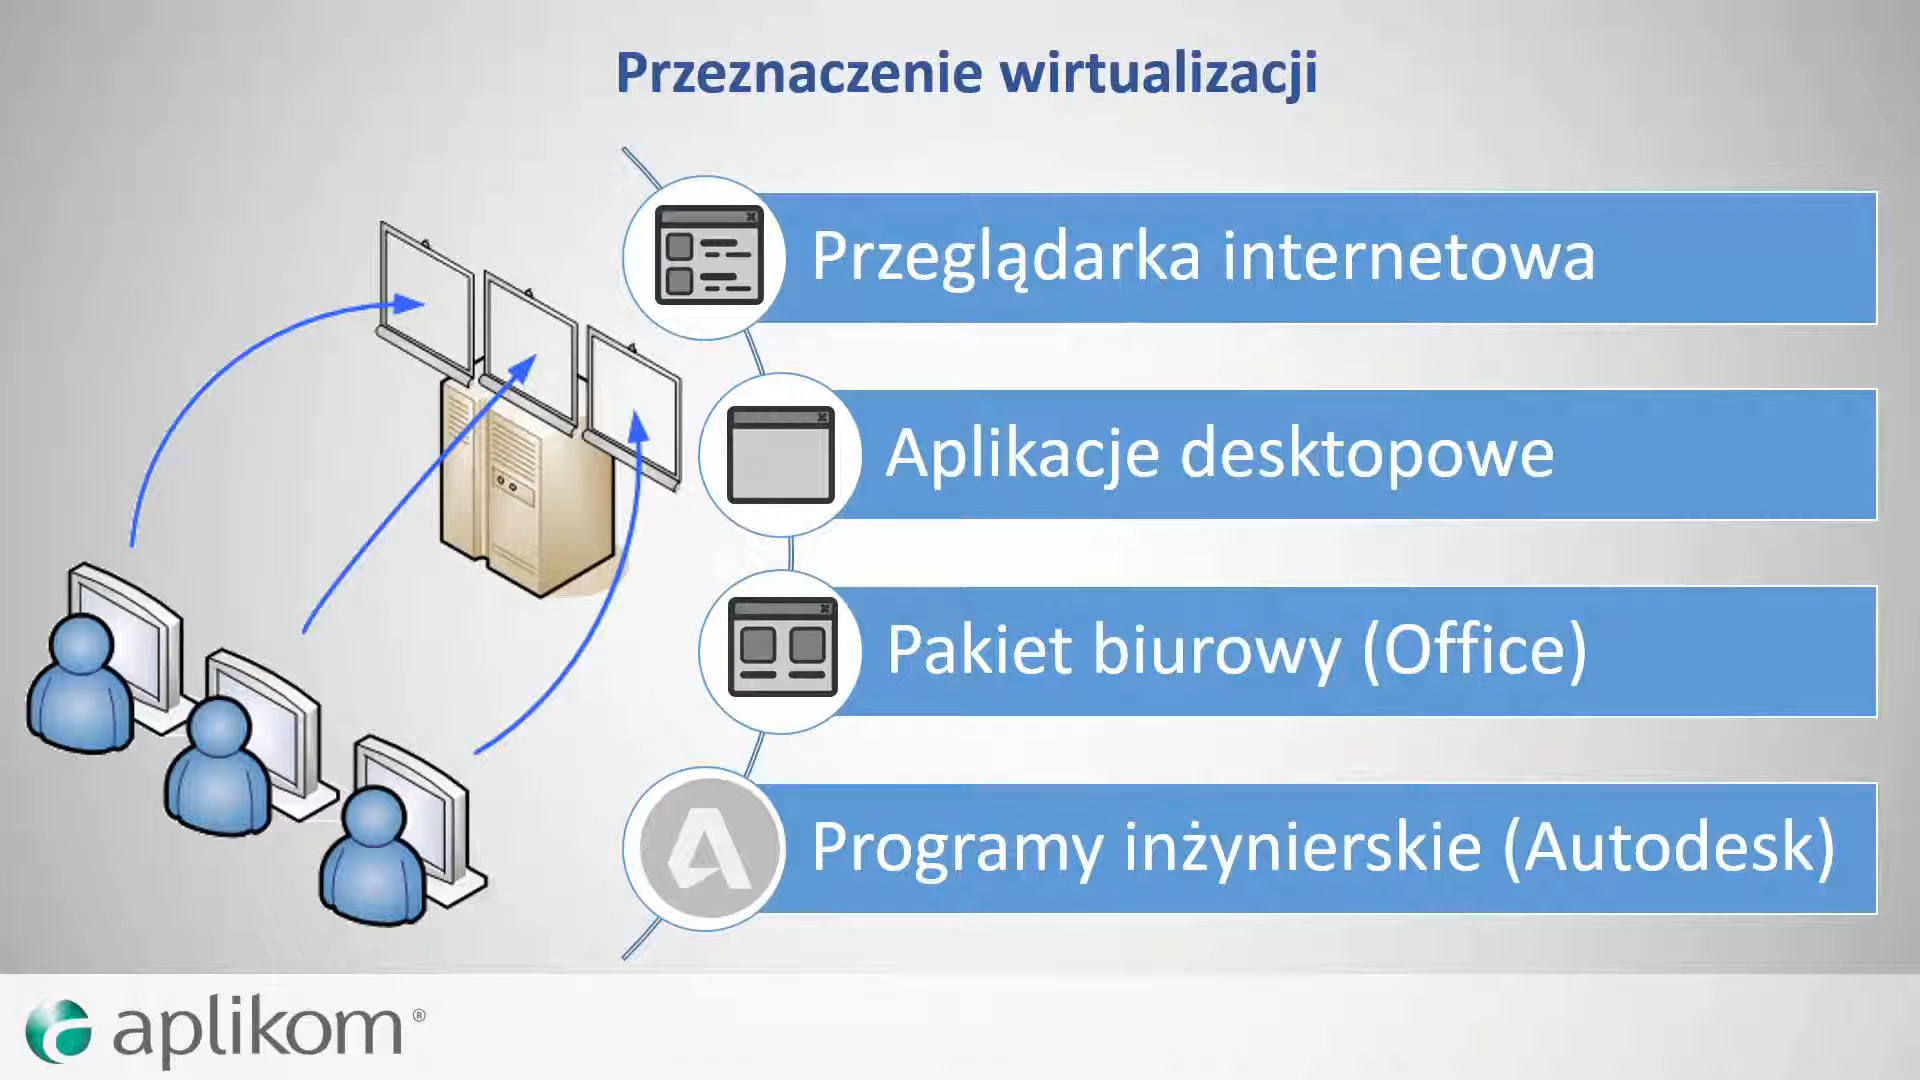 Przeznaczenie wirtualizacji
Przeglądarka internetowa
Aplikacje desktopowe
Pakiet biurowy (Office)
Programy inżynierskie (Autodesk)
aplikom®